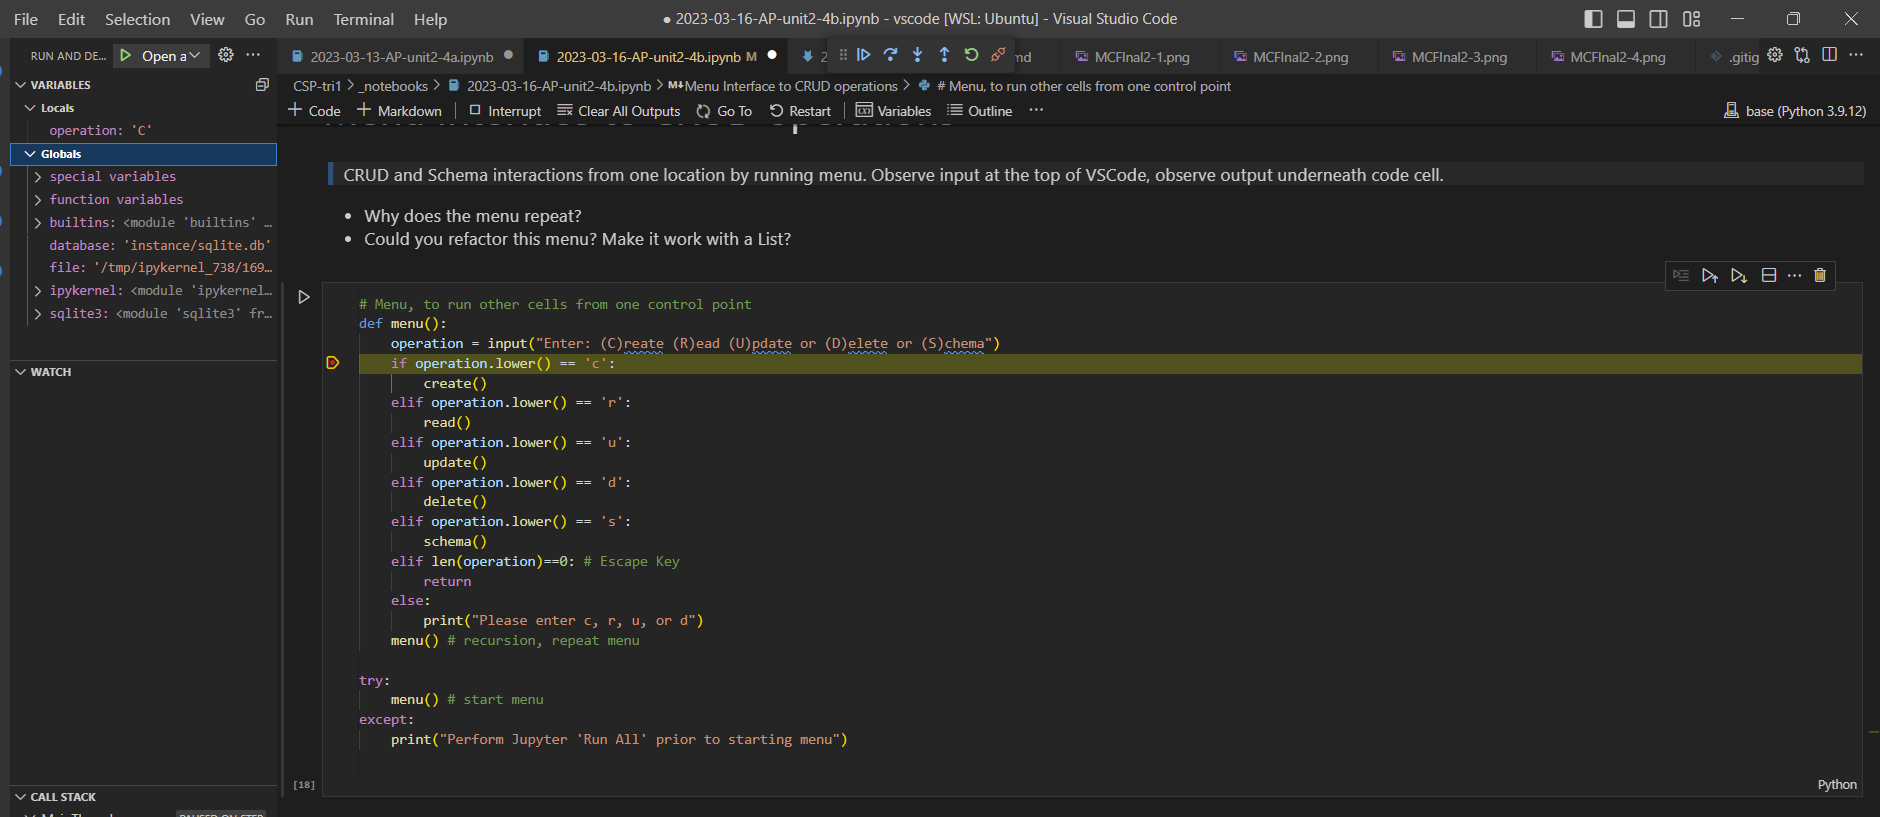 File Edit Selection View Go Run Terminal Help
● 2023-03-16-AP-unit2-4b.ipynb - vscode [WSL: Ubuntu] - Visual Studio Code
RUN AND DE... Open a
2023-03-13-AP-unit2-4a.ipynb
2023-03-16-AP-unit2-4b.ipynb M
2
md
MCFInal2-1.png
MCFInal2-2.png
MCFInal2-3.png
MCFInal2-4.png
.gitig
CSP-tri1 > _notebooks > 2023-03-16-AP-unit2-4b.ipynb > M↓Menu Interface to CRUD operations > # Menu, to run other cells from one control point
+ Code + Markdown | Interrupt Clear All Outputs Go To Restart | Variables Outline ...
base (Python 3.9.12)
VARIABLES
Locals
operation: 'C'
Globals
special variables
function variables
builtins: <module 'builtins' ...
database: 'instance/sqlite.db'
file: '/tmp/ipykernel_738/169...
ipykernel: <module 'ipykernel...
sqlite3: <module 'sqlite3' fr...
WATCH
CALL STACK
CRUD and Schema interactions from one location by running menu. Observe input at the top of VSCode, observe output underneath code cell.
• Why does the menu repeat?
• Could you refactor this menu? Make it work with a List?
# Menu, to run other cells from one control point
def menu():
    operation = input("Enter: (C)reate (R)ead (U)pdate or (D)elete or (S)chema")
    if operation.lower() == 'c':
        create()
    elif operation.lower() == 'r':
        read()
    elif operation.lower() == 'u':
        update()
    elif operation.lower() == 'd':
        delete()
    elif operation.lower() == 's':
        schema()
    elif len(operation)==0: # Escape Key
        return
    else:
        print("Please enter c, r, u, or d")
    menu() # recursion, repeat menu
try:
    menu() # start menu
except:
    print("Perform Jupyter 'Run All' prior to starting menu")
[18]
Python